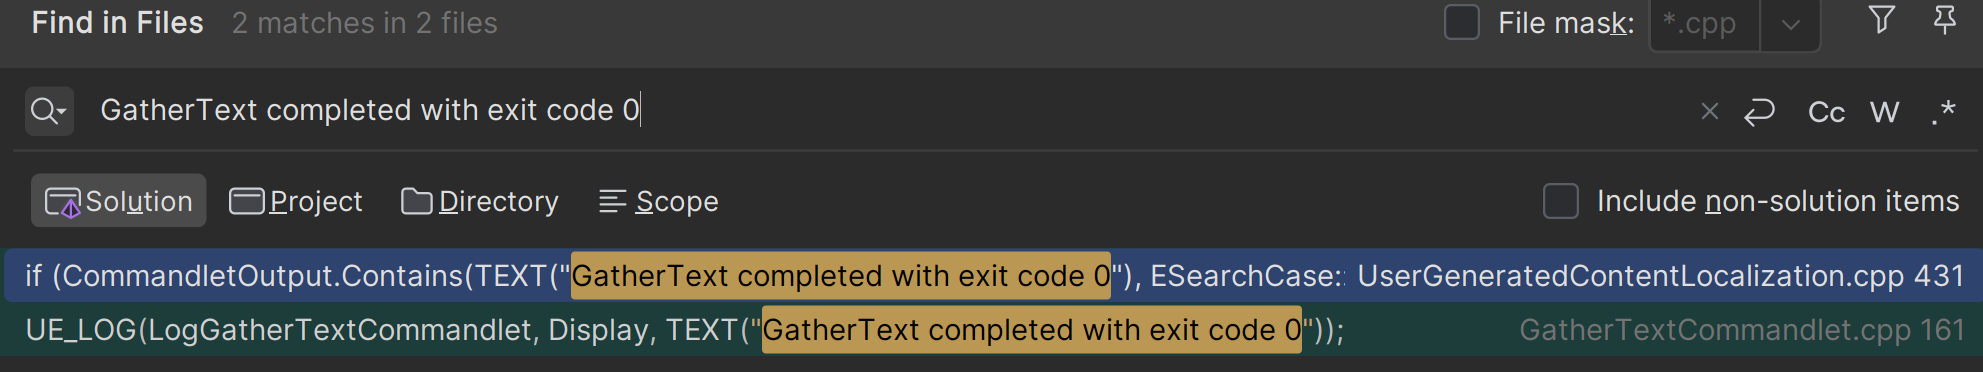 Find in Files 2 matches in 2 files File mask: *.cpp
GatherText completed with exit code 0 Cc W .*
Solution Project Directory Scope Include non-solution items
if (CommandletOutput.Contains(TEXT("GatherText completed with exit code 0"), ESearchCase:: UserGeneratedContentLocalization.cpp 431
UE_LOG(LogGatherTextCommandlet, Display, TEXT("GatherText completed with exit code 0")); GatherTextCommandlet.cpp 161